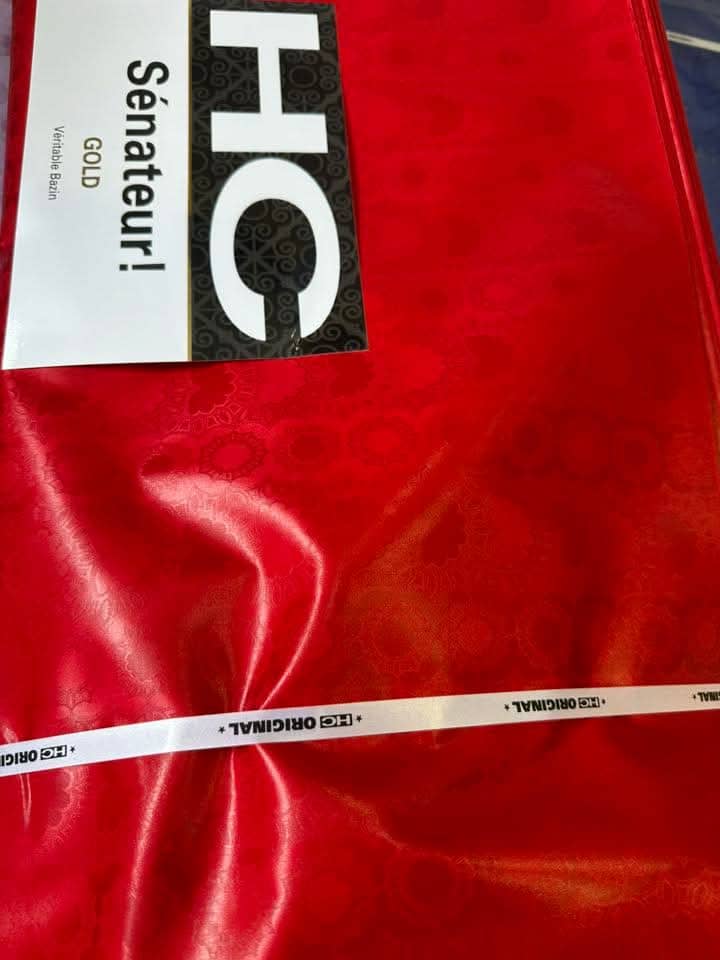 HC
Sénateur!
GOLD
Véritable Bazin
HC ORIGINAL * * HC ORIGINAL * * HC ORIGINAL *